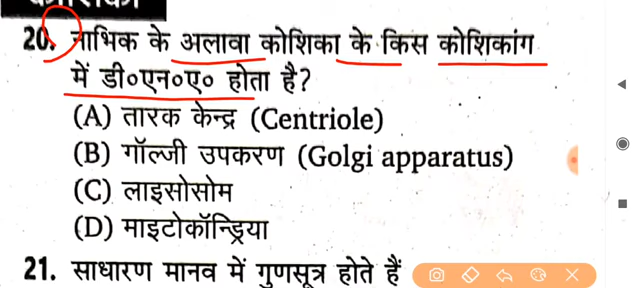 20. नाभिक के अलावा कोशिका के किस कोशिकांग
में डी०एन०ए० होता है?
(A) तारक केन्द्र (Centriole)
(B) गॉल्जी उपकरण (Golgi apparatus)
(C) लाइसोसोम
(D) माइटोकॉन्ड्रिया
21. साधारण मानव में गुणसूत्र होते हैं